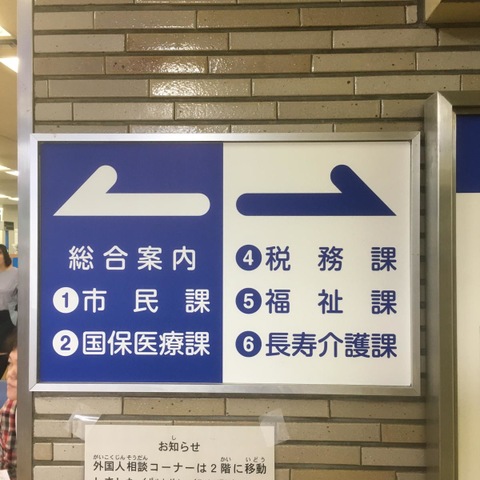 総合案内
①市民課
②国保医療課
④税務課
⑤福祉課
⑥長寿介護課
お知らせ
外国人相談コーナーは2階に移動